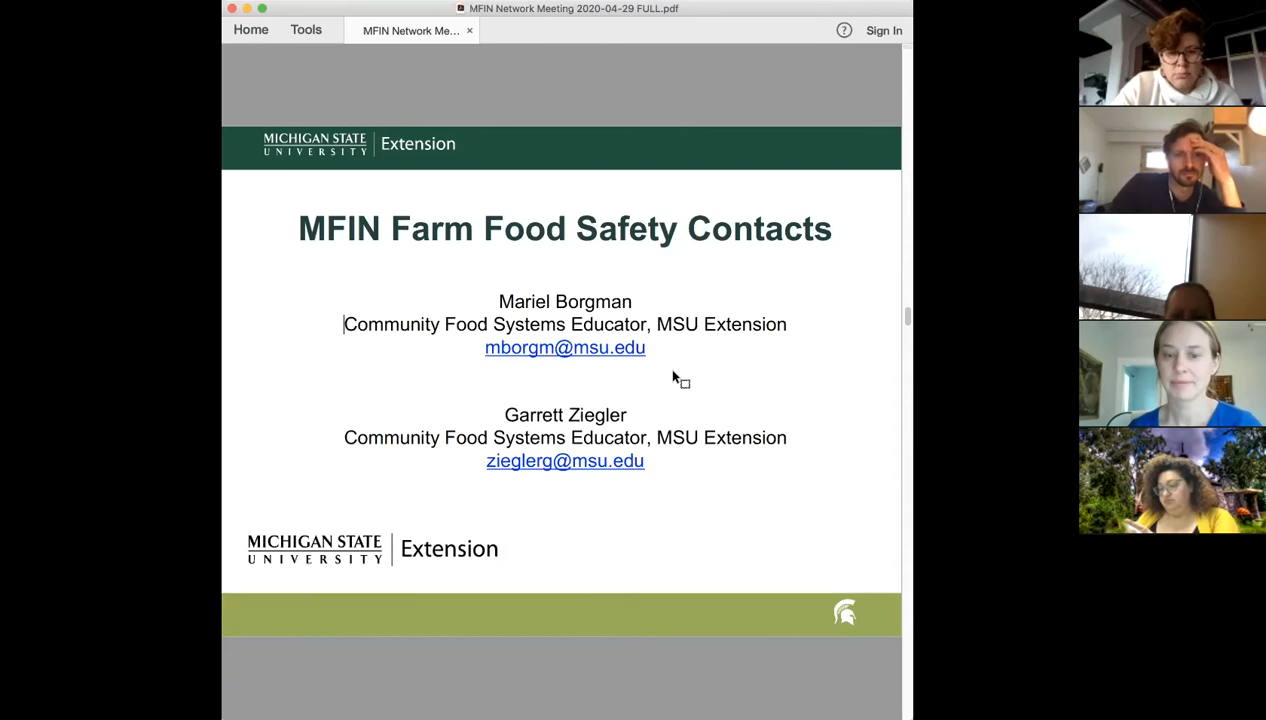 MFIN Network Meeting 2020-04-29 FULL.pdf
Home
Tools
MFIN Network Me... ×
?
Sign In
MICHIGAN STATE
UNIVERSITY
Extension
MFIN Farm Food Safety Contacts
Mariel Borgman
Community Food Systems Educator, MSU Extension
mborgm@msu.edu
Garrett Ziegler
Community Food Systems Educator, MSU Extension
zieglerg@msu.edu
MICHIGAN STATE
UNIVERSITY
Extension